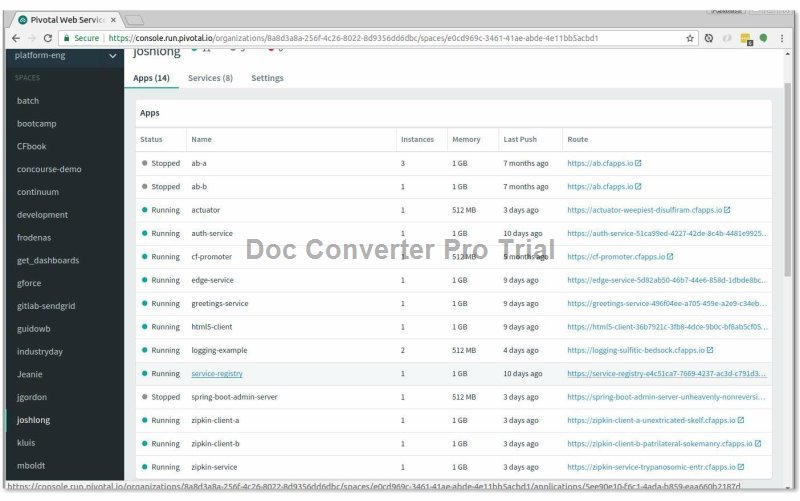 Pivotal Web Service
Secure https://console.run.pivotal.io/organizations/8a8d3a8a-256f-4c26-8022-8d9356dd6dbc/spaces/e0cd969c-3461-41ae-abde-4e11bb5acbd1
platform-eng
joshlong
SPACES
Apps (14) Services (8) Settings
batch
bootcamp
CFbook
concourse-demo
continuum
development
frodenas
get_dashboards
gforce
gitlab-sendgrid
guidowb
industryday
Jeanie
jgordon
joshlong
kluis
mboldt
Apps
Status Name Instances Memory Last Push Route
Stopped ab-a 3 1 GB 7 months ago https://ab.cfapps.io
Stopped ab-b 1 1 GB 7 months ago https://ab.cfapps.io
Running actuator 1 512 MB 3 days ago https://actuator-weepiest-disulfiram.cfapps.io
Running auth-service 1 1 GB 10 days ago https://auth-service-51ca99ed-4227-42de-8c4b-4481e9925...
Running cf-promoter 1 512 MB 5 months ago https://cf-promoter.cfapps.io
Running edge-service 1 1 GB 9 days ago https://edge-service-5d82ab50-46b7-44e6-858d-1dbde8bc...
Running greetings-service 1 1 GB 9 days ago https://greetings-service-496f04ee-a705-459e-a2e9-c34eb...
Running html5-client 1 1 GB 9 days ago https://html5-client-36b7921c-3fb8-4dce-9b0c-bf8ab5cf05...
Running logging-example 2 512 MB 4 days ago https://logging-sulfitic-bedsock.cfapps.io
Running service-registry 1 1 GB 10 days ago https://service-registry-e4c51ca7-7669-4237-ac3d-c791d3...
Stopped spring-boot-admin-server 1 512 MB 3 days ago https://spring-boot-admin-server-unheavenly-nonreversi...
Running zipkin-client-a 1 1 GB 3 days ago https://zipkin-client-a-unextricated-skelf.cfapps.io
Running zipkin-client-b 1 1 GB 3 days ago https://zipkin-client-b-patrilateral-sokemanry.cfapps.io
Running zipkin-service 1 1 GB 3 days ago https://zipkin-service-trypanosomic-entr.cfapps.io
Doc Converter Pro Trial
https://console.run.pivotal.io/organizations/8a8d3a8a-256f-4c26-8022-8d9356dd6dbc/spaces/e0cd969c-3461-41ae-abde-4e11bb5acbd1/applications/5ee90e10-f6c1-4ada-b859-eaa660b2187d